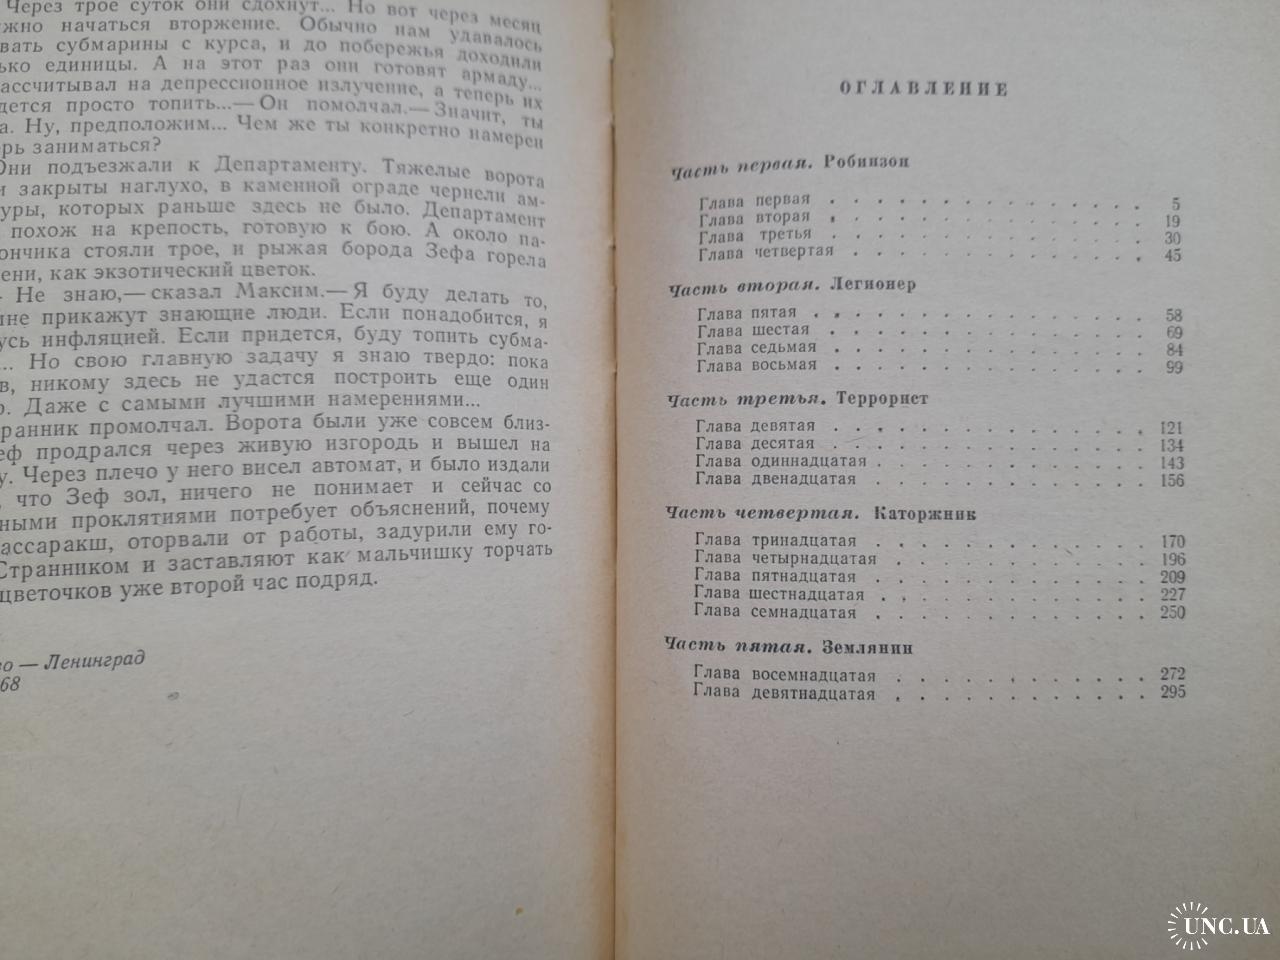 Через трое суток они сдохнут... Но вот через месяц
жно начаться вторжение. Обычно нам удавалось
вать субмарины с курса, и до побережья доходили
ько единицы. А на этот раз они готовят армаду...
ассчитывал на депрессионное излучение, а теперь их
дется просто топить...— Он помолчал.— Значит, ты
а. Ну, предположим... Чем же ты конкретно намерен
рь заниматься?
Они подъезжали к Департаменту. Тяжелые ворота
и закрыты наглухо, в каменной ограде чернели ам-
уры, которых раньше здесь не было. Департамент
похож на крепость, готовую к бою. А около па-
ончика стояли трое, и рыжая борода Зефа горела
ени, как экзотический цветок.
— Не знаю,— сказал Максим.— Я буду делать то,
мне прикажут знающие люди. Если понадобится, я
усь инфляцией. Если придется, буду топить субма-
... Но свою главную задачу я знаю твердо: пока
в, никому здесь не удастся построить еще один
р. Даже с самыми лучшими намерениями...
ранник промолчал. Ворота были уже совсем близ-
еф продрался через живую изгородь и вышел на
у. Через плечо у него висел автомат, и было издали
, что Зеф зол, ничего не понимает и сейчас со
ными проклятиями потребует объяснений, почему
ассаракш, оторвали от работы, задурили ему го-
Странником и заставляют как мальчишку торчать
цветочков уже второй час подряд.
во — Ленинград
68
ОГЛАВЛЕНИЕ
Часть первая. Робинзон
Глава первая . . . . . . . . . . . . . . 5
Глава вторая . . . . . . . . . . . . . . 19
Глава третья . . . . . . . . . . . . . . 30
Глава четвертая . . . . . . . . . . . . . 45
Часть вторая. Легионер
Глава пятая . . . . . . . . . . . . . . 58
Глава шестая . . . . . . . . . . . . . . 69
Глава седьмая . . . . . . . . . . . . . . 84
Глава восьмая . . . . . . . . . . . . . . 99
Часть третья. Террорист
Глава девятая . . . . . . . . . . . . . . 121
Глава десятая . . . . . . . . . . . . . . 134
Глава одиннадцатая . . . . . . . . . . . . 143
Глава двенадцатая . . . . . . . . . . . . 156
Часть четвертая. Каторжник
Глава тринадцатая . . . . . . . . . . . . 170
Глава четырнадцатая . . . . . . . . . . . 196
Глава пятнадцатая . . . . . . . . . . . . 209
Глава шестнадцатая . . . . . . . . . . . . 227
Глава семнадцатая . . . . . . . . . . . . 250
Часть пятая. Землянин
Глава восемнадцатая . . . . . . . . . . . 272
Глава девятнадцатая . . . . . . . . . . . 295
UNC.UA